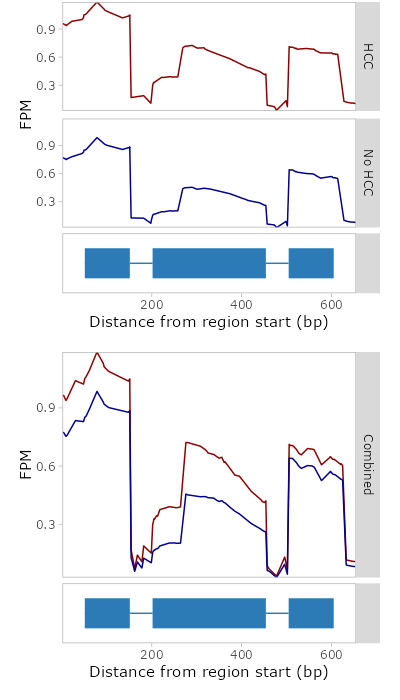 0.9
0.6
0.3
HCC
FPM
0.9
0.6
0.3
No HCC
200
400
600
Distance from region start (bp)
0.9
0.6
0.3
FPM
Combined
200
400
600
Distance from region start (bp)